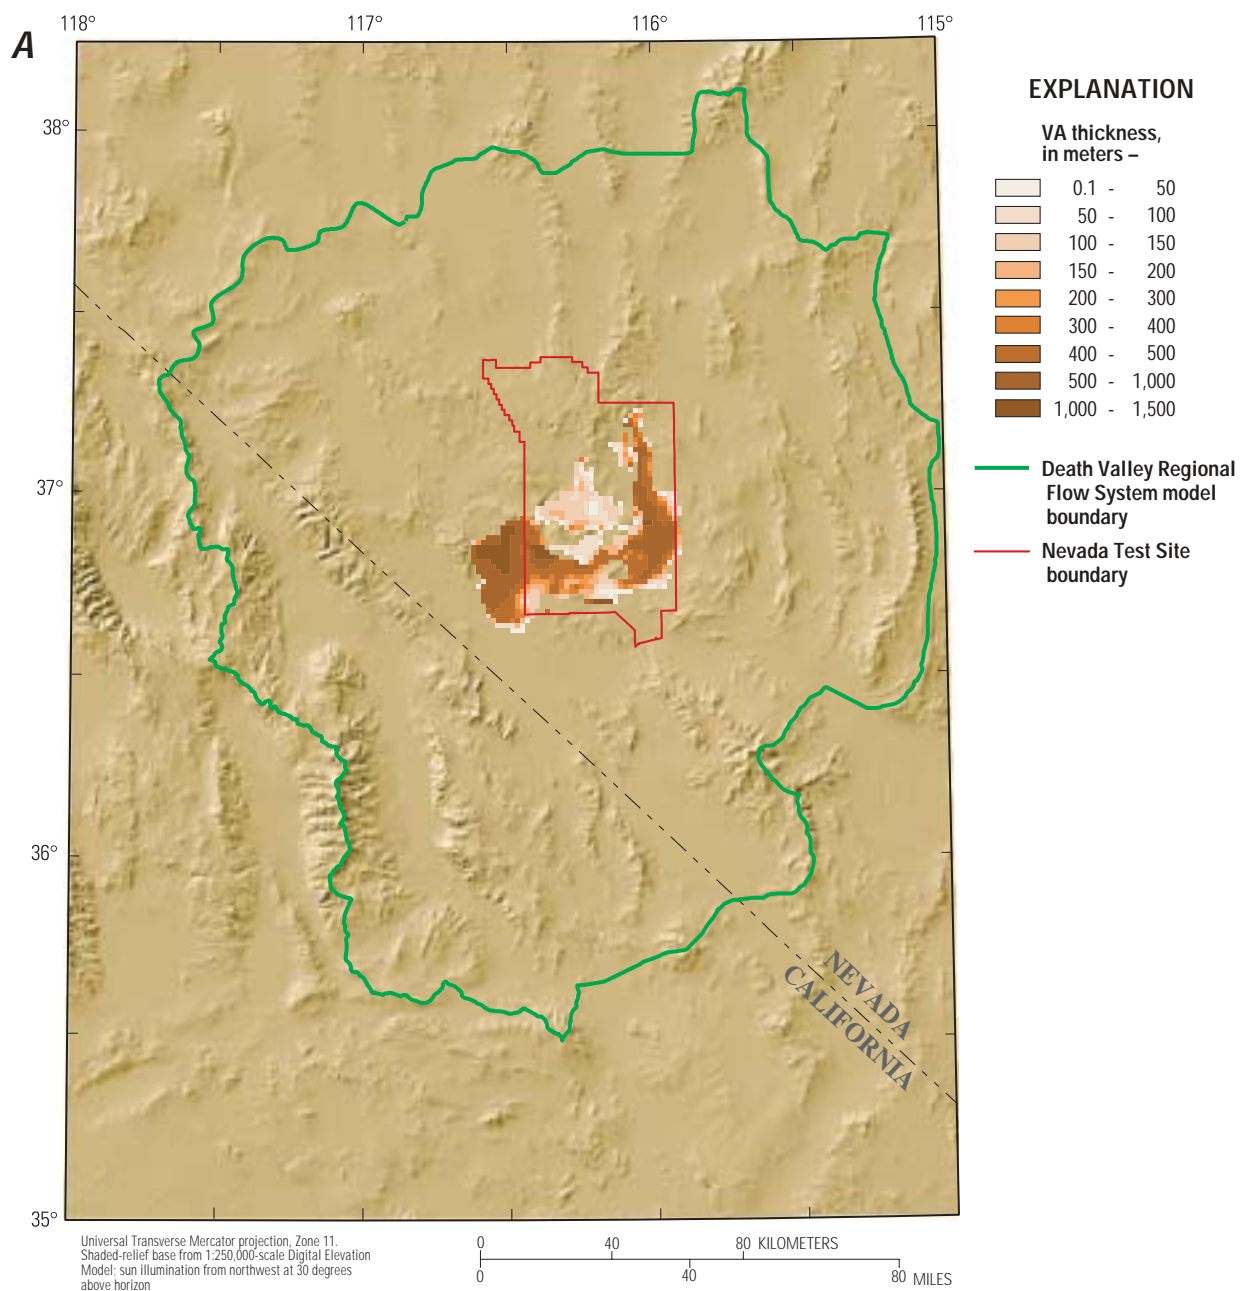 A
118°
117°
116°
115°
38°
37°
36°
35°
NEVADA
CALIFORNIA
EXPLANATION
VA thickness,
in meters –
0.1 - 50
50 - 100
100 - 150
150 - 200
200 - 300
300 - 400
400 - 500
500 - 1,000
1,000 - 1,500
Death Valley Regional
Flow System model
boundary
Nevada Test Site
boundary
Universal Transverse Mercator projection, Zone 11.
Shaded-relief base from 1:250,000-scale Digital Elevation
Model; sun illumination from northwest at 30 degrees
above horizon
0 40 80 KILOMETERS
0 40 80 MILES